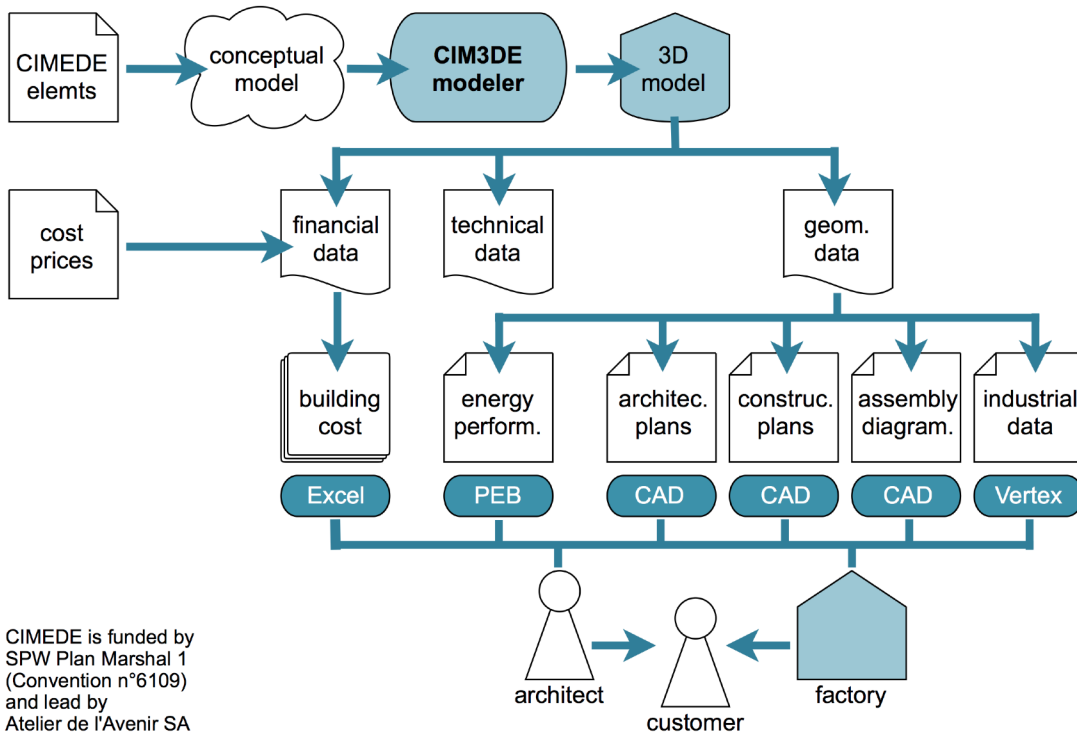 CIMEDE
elemts
conceptual
model
CIM3DE
modeler
3D
model
cost
prices
financial
data
technical
data
geom.
data
building
cost
energy
perform.
architec.
plans
construc.
plans
assembly
diagram.
industrial
data
Excel
PEB
CAD
CAD
CAD
Vertex
architect
customer
factory
CIMEDE is funded by
SPW Plan Marshal 1
(Convention n°6109)
and lead by
Atelier de l'Avenir SA